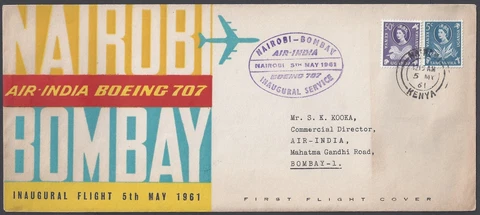 NAIROBI
AIR-INDIA BOEING 707
BOMBAY
INAUGURAL FLIGHT 5th MAY 1961
NAIROBI - BOMBAY
AIR-INDIA
NAIROBI 5TH MAY 1961
BOEING 707
INAUGURAL SERVICE
5 MY
61
KENYA
Mr. S. K. KOOKA,
Commercial Director,
AIR-INDIA,
Mahatma Gandhi Road,
BOMBAY-1.
FIRST FLIGHT COVER